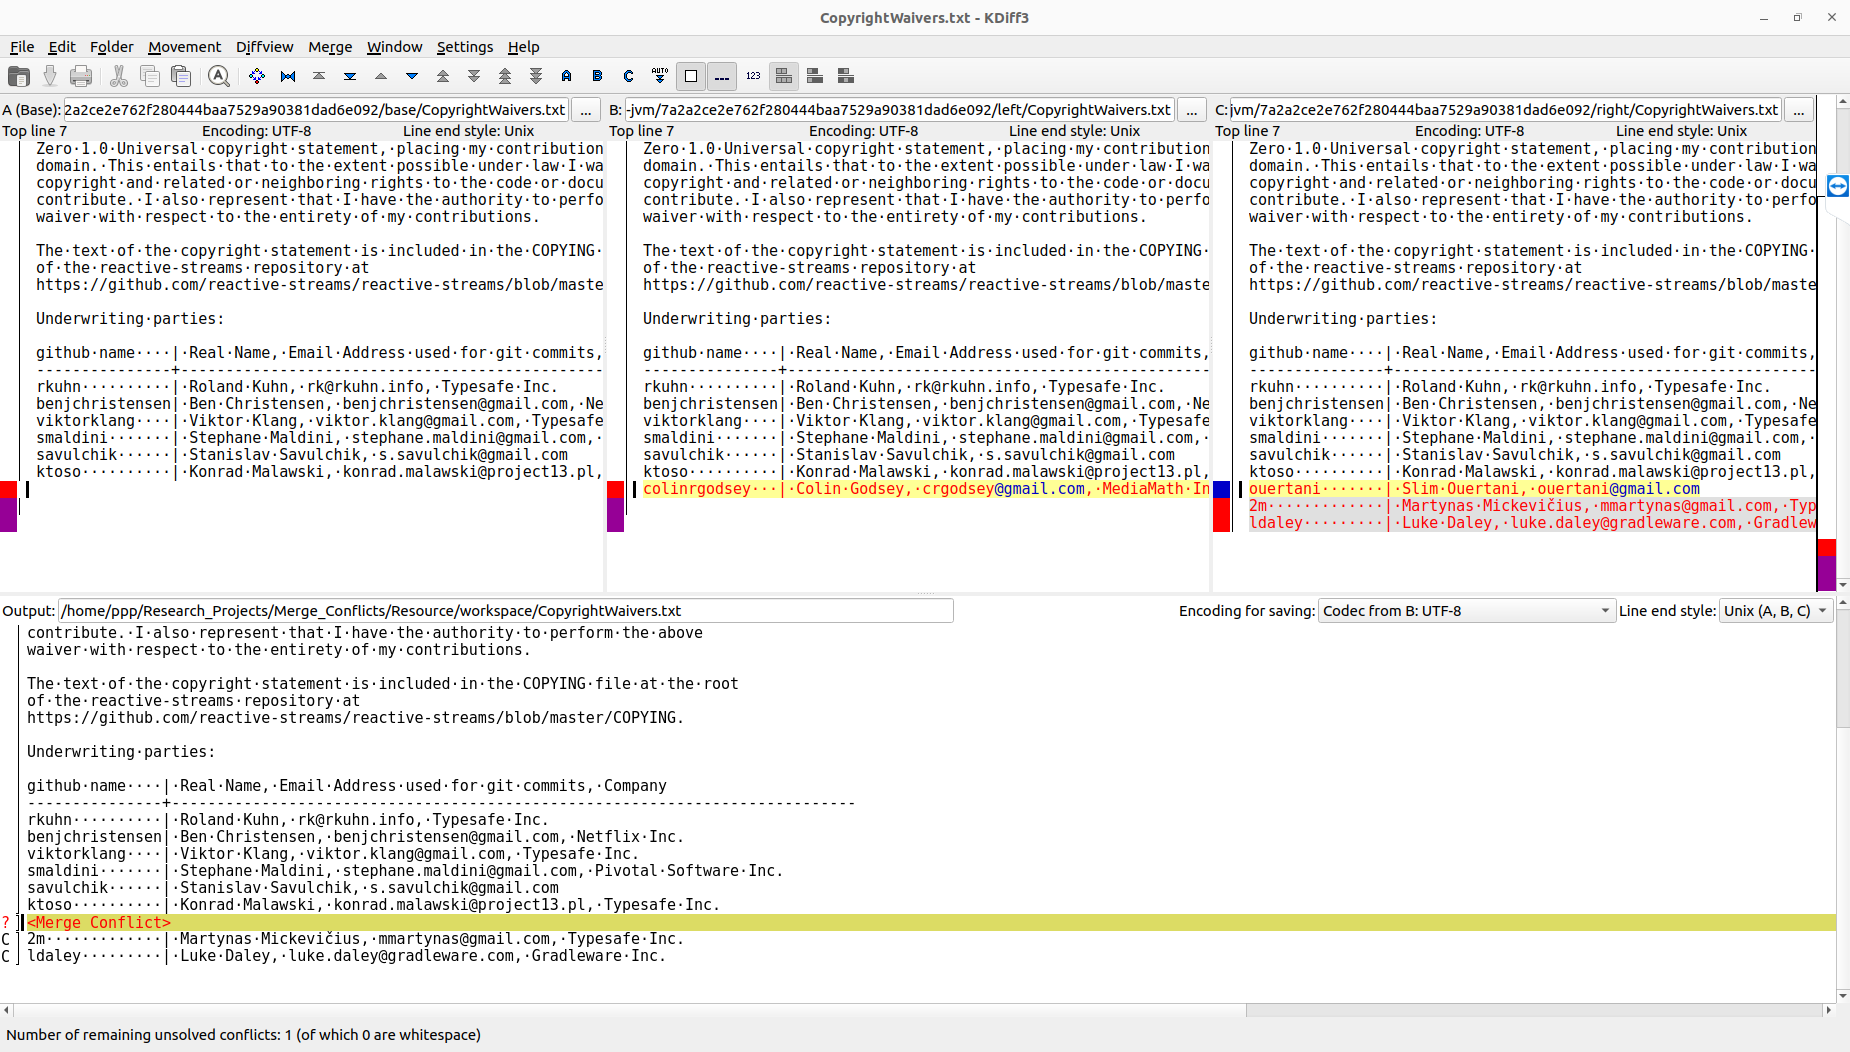 CopyrightWaivers.txt - KDiff3
File Edit Folder Movement Diffview Merge Window Settings Help
A B C AUTO 123
A (Base): 2a2ce2e762f280444baa7529a90381dad6e092/base/CopyrightWaivers.txt ...
Top line 7 Encoding: UTF-8 Line end style: Unix
Zero·1.0·Universal·copyright·statement,·placing·my·contribution
domain.·This·entails·that·to·the·extent·possible·under·law·I·wa
copyright·and·related·or·neighboring·rights·to·the·code·or·docu
contribute.·I·also·represent·that·I·have·the·authority·to·perfo
waiver·with·respect·to·the·entirety·of·my·contributions.
The·text·of·the·copyright·statement·is·included·in·the·COPYING·
of·the·reactive-streams·repository·at
https://github.com/reactive-streams/reactive-streams/blob/maste
Underwriting·parties:
github·name····|·Real·Name,·Email·Address·used·for·git·commits,
---------------+-----------------------------------------------
rkuhn··········|·Roland·Kuhn,·rk@rkuhn.info,·Typesafe·Inc.
benjchristensen|·Ben·Christensen,·benjchristensen@gmail.com,·Ne
viktorklang····|·Viktor·Klang,·viktor.klang@gmail.com,·Typesafe
smaldini·······|·Stephane·Maldini,·stephane.maldini@gmail.com,·
savulchik······|·Stanislav·Savulchik,·s.savulchik@gmail.com
ktoso··········|·Konrad·Malawski,·konrad.malawski@project13.pl,
B: -jvm/7a2a2ce2e762f280444baa7529a90381dad6e092/left/CopyrightWaivers.txt ...
Top line 7 Encoding: UTF-8 Line end style: Unix
Zero·1.0·Universal·copyright·statement,·placing·my·contribution
domain.·This·entails·that·to·the·extent·possible·under·law·I·wa
copyright·and·related·or·neighboring·rights·to·the·code·or·docu
contribute.·I·also·represent·that·I·have·the·authority·to·perfo
waiver·with·respect·to·the·entirety·of·my·contributions.
The·text·of·the·copyright·statement·is·included·in·the·COPYING·
of·the·reactive-streams·repository·at
https://github.com/reactive-streams/reactive-streams/blob/maste
Underwriting·parties:
github·name····|·Real·Name,·Email·Address·used·for·git·commits,
---------------+-----------------------------------------------
rkuhn··········|·Roland·Kuhn,·rk@rkuhn.info,·Typesafe·Inc.
benjchristensen|·Ben·Christensen,·benjchristensen@gmail.com,·Ne
viktorklang····|·Viktor·Klang,·viktor.klang@gmail.com,·Typesafe
smaldini·······|·Stephane·Maldini,·stephane.maldini@gmail.com,·
savulchik······|·Stanislav·Savulchik,·s.savulchik@gmail.com
ktoso··········|·Konrad·Malawski,·konrad.malawski@project13.pl,
colinrgodsey···|·Colin·Godsey,·crgodsey@gmail.com,·MediaMath·In
C: jvm/7a2a2ce2e762f280444baa7529a90381dad6e092/right/CopyrightWaivers.txt ...
Top line 7 Encoding: UTF-8 Line end style: Unix
Zero·1.0·Universal·copyright·statement,·placing·my·contribution
domain.·This·entails·that·to·the·extent·possible·under·law·I·wa
copyright·and·related·or·neighboring·rights·to·the·code·or·docu
contribute.·I·also·represent·that·I·have·the·authority·to·perfo
waiver·with·respect·to·the·entirety·of·my·contributions.
The·text·of·the·copyright·statement·is·included·in·the·COPYING·
of·the·reactive-streams·repository·at
https://github.com/reactive-streams/reactive-streams/blob/maste
Underwriting·parties:
github·name····|·Real·Name,·Email·Address·used·for·git·commits,
---------------+-----------------------------------------------
rkuhn··········|·Roland·Kuhn,·rk@rkuhn.info,·Typesafe·Inc.
benjchristensen|·Ben·Christensen,·benjchristensen@gmail.com,·Ne
viktorklang····|·Viktor·Klang,·viktor.klang@gmail.com,·Typesafe
smaldini·······|·Stephane·Maldini,·stephane.maldini@gmail.com,·
savulchik······|·Stanislav·Savulchik,·s.savulchik@gmail.com
ktoso··········|·Konrad·Malawski,·konrad.malawski@project13.pl,
ouertani·······|·Slim·Ouertani,·ouertani@gmail.com
2m·············|·Martynas·Mickevičius,·mmartynas@gmail.com,·Typ
ldaley·········|·Luke·Daley,·luke.daley@gradleware.com,·Gradlew
Output: /home/ppp/Research_Projects/Merge_Conflicts/Resource/workspace/CopyrightWaivers.txt Encoding for saving: Codec from B: UTF-8 Line end style: Unix (A, B, C)
contribute.·I·also·represent·that·I·have·the·authority·to·perform·the·above
waiver·with·respect·to·the·entirety·of·my·contributions.
The·text·of·the·copyright·statement·is·included·in·the·COPYING·file·at·the·root
of·the·reactive-streams·repository·at
https://github.com/reactive-streams/reactive-streams/blob/master/COPYING.
Underwriting·parties:
github·name····|·Real·Name,·Email·Address·used·for·git·commits,·Company
---------------+----------------------------------------------------------------------------
rkuhn··········|·Roland·Kuhn,·rk@rkuhn.info,·Typesafe·Inc.
benjchristensen|·Ben·Christensen,·benjchristensen@gmail.com,·Netflix·Inc.
viktorklang····|·Viktor·Klang,·viktor.klang@gmail.com,·Typesafe·Inc.
smaldini·······|·Stephane·Maldini,·stephane.maldini@gmail.com,·Pivotal·Software·Inc.
savulchik······|·Stanislav·Savulchik,·s.savulchik@gmail.com
ktoso··········|·Konrad·Malawski,·konrad.malawski@project13.pl,·Typesafe·Inc.
? <Merge Conflict>
C 2m·············|·Martynas·Mickevičius,·mmartynas@gmail.com,·Typesafe·Inc.
C ldaley·········|·Luke·Daley,·luke.daley@gradleware.com,·Gradleware·Inc.
Number of remaining unsolved conflicts: 1 (of which 0 are whitespace)